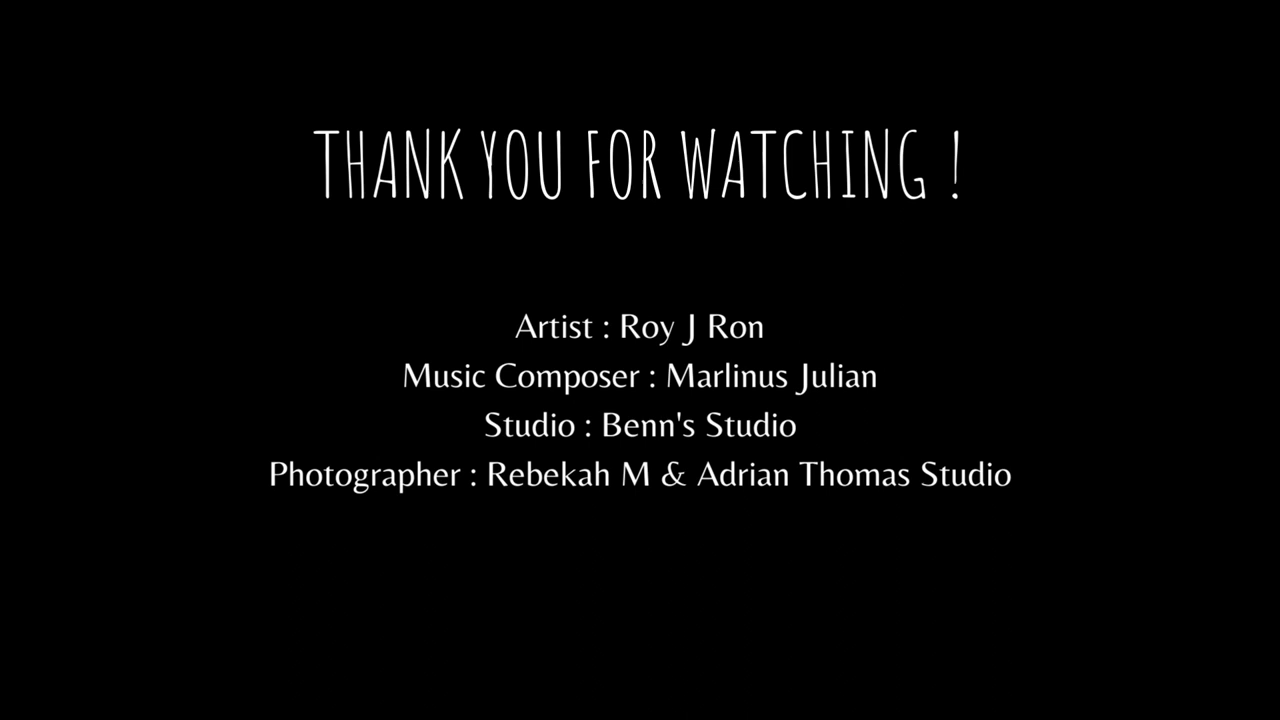 THANK YOU FOR WATCHING !
Artist : Roy J Ron
Music Composer : Marlinus Julian
Studio : Benn's Studio
Photographer : Rebekah M & Adrian Thomas Studio